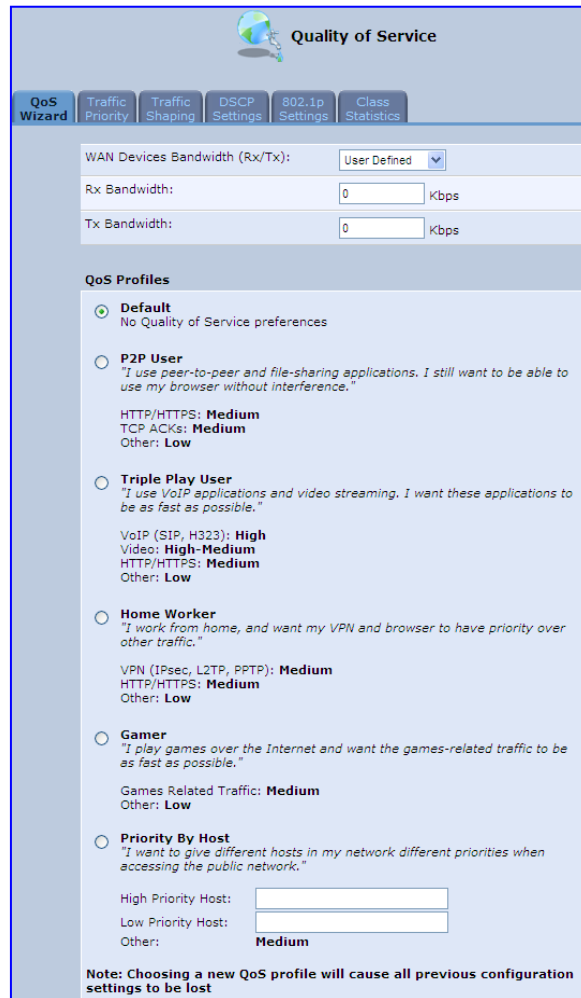 Quality of Service
QoS Wizard
Traffic Priority
Traffic Shaping
DSCP Settings
802.1p Settings
Class Statistics
WAN Devices Bandwidth (Rx/Tx): User Defined
Rx Bandwidth: 0 Kbps
Tx Bandwidth: 0 Kbps
QoS Profiles
Default
No Quality of Service preferences
P2P User
"I use peer-to-peer and file-sharing applications. I still want to be able to
use my browser without interference."
HTTP/HTTPS: Medium
TCP ACKs: Medium
Other: Low
Triple Play User
"I use VoIP applications and video streaming. I want these applications to
be as fast as possible."
VoIP (SIP, H323): High
Video: High-Medium
HTTP/HTTPS: Medium
Other: Low
Home Worker
"I work from home, and want my VPN and browser to have priority over
other traffic."
VPN (IPsec, L2TP, PPTP): Medium
HTTP/HTTPS: Medium
Other: Low
Gamer
"I play games over the Internet and want the games-related traffic to be
as fast as possible."
Games Related Traffic: Medium
Other: Low
Priority By Host
"I want to give different hosts in my network different priorities when
accessing the public network."
High Priority Host:
Low Priority Host:
Other: Medium
Note: Choosing a new QoS profile will cause all previous configuration
settings to be lost